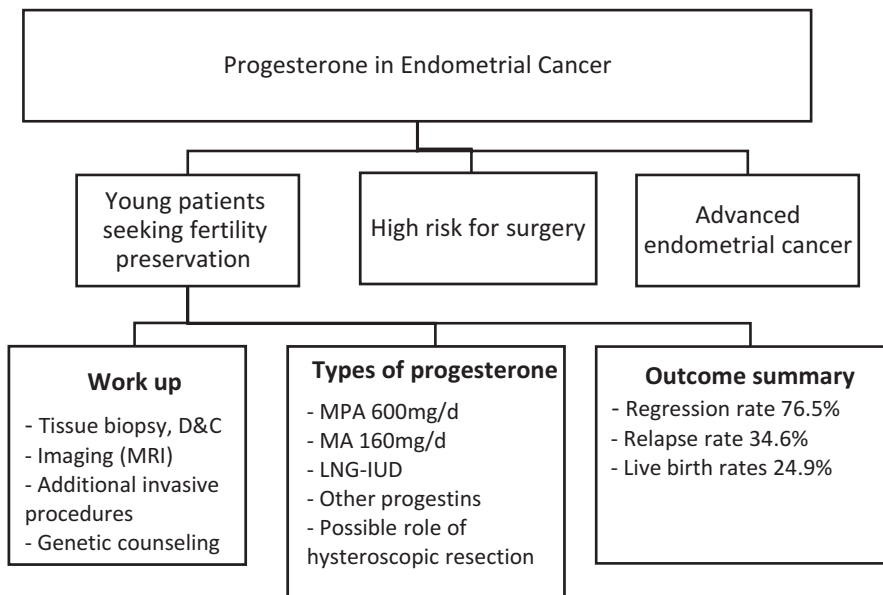 Progesterone in Endometrial Cancer
Young patients
seeking fertility
preservation
High risk for surgery
Advanced
endometrial cancer
Work up
- Tissue biopsy, D&C
- Imaging (MRI)
- Additional invasive
procedures
- Genetic counseling
Types of progesterone
- MPA 600mg/d
- MA 160mg/d
- LNG-IUD
- Other progestins
- Possible role of
hysteroscopic resection
Outcome summary
- Regression rate 76.5%
- Relapse rate 34.6%
- Live birth rates 24.9%